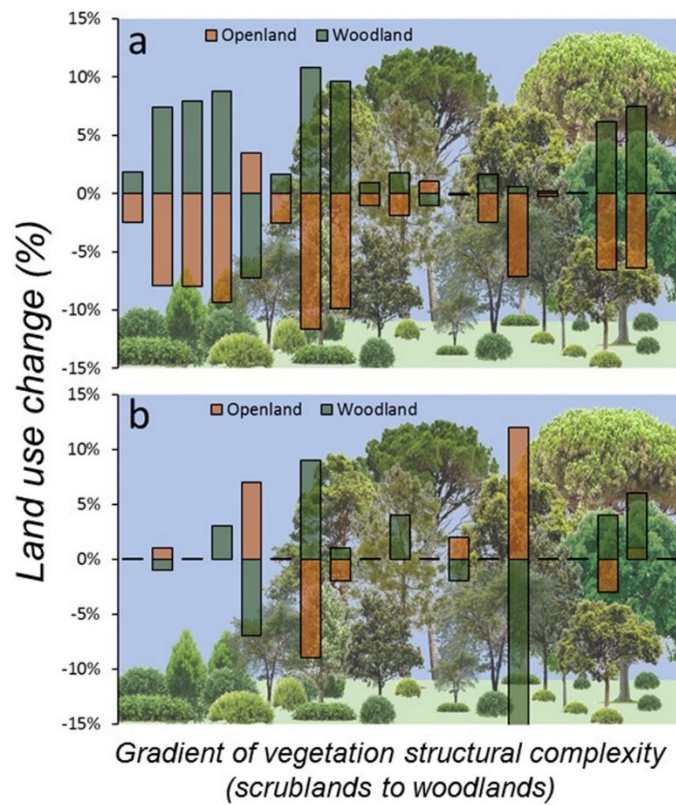 15%
a
Openland Woodland
10%
5%
0%
-5%
-10%
-15%
Land use change (%)
15%
b
Openland Woodland
10%
5%
0%
-5%
-10%
-15%
Gradient of vegetation structural complexity
(scrublands to woodlands)